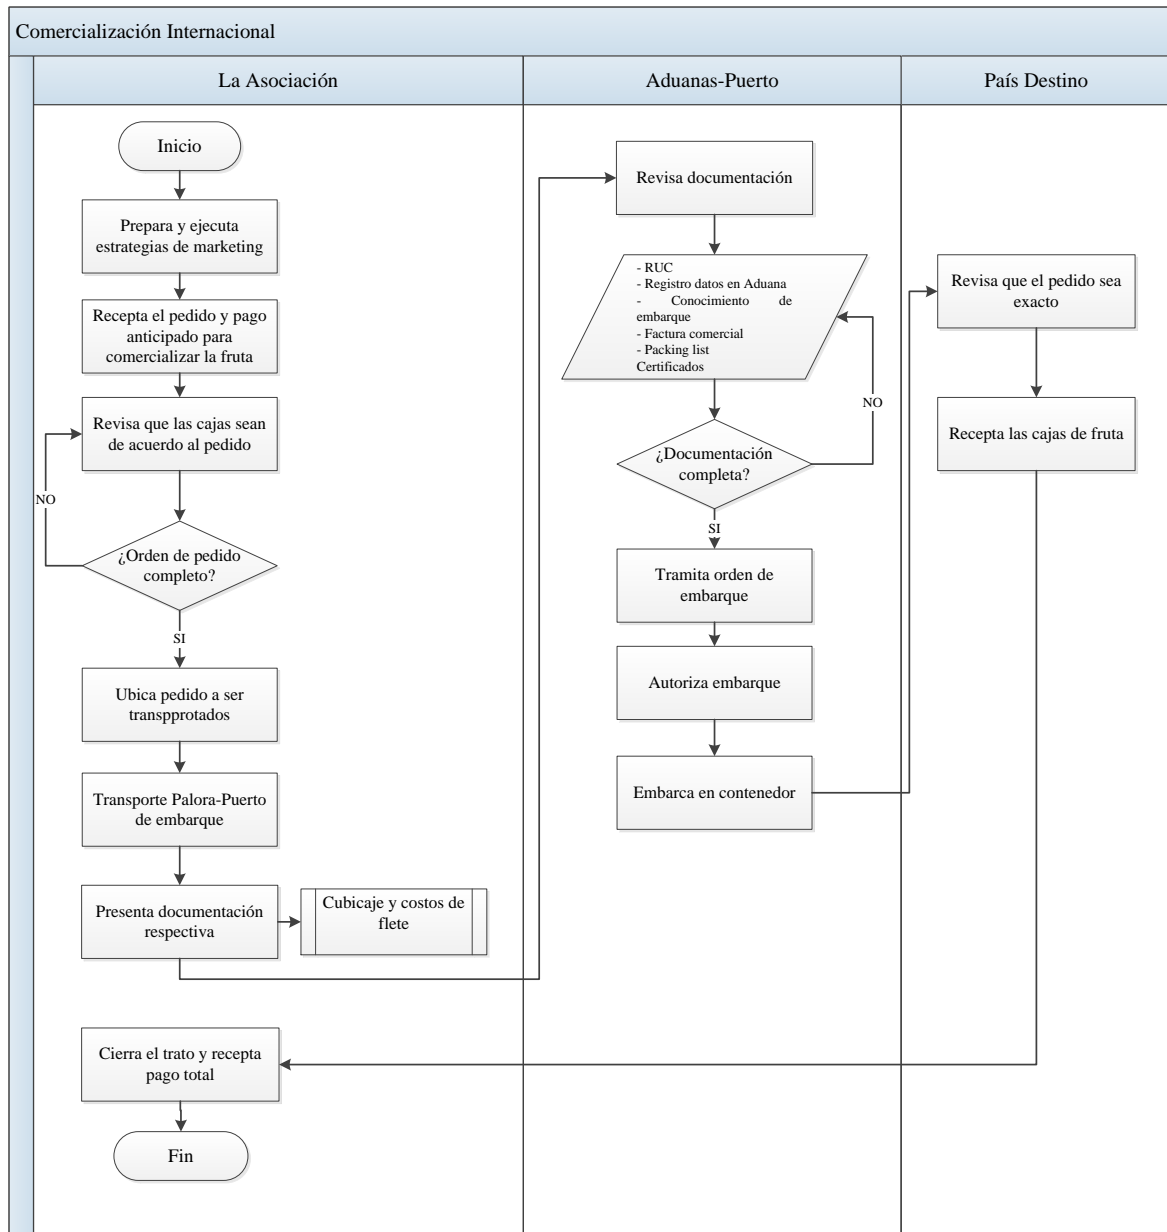 Comercialización Internacional
La Asociación
Aduanas-Puerto
País Destino
Inicio
Prepara y ejecuta
estrategias de marketing
Recepta el pedido y pago
anticipado para
comercializar la fruta
Revisa que las cajas sean
de acuerdo al pedido
NO
¿Orden de pedido
completo?
SI
Ubica pedido a ser
transpprotados
Transporte Palora-Puerto
de embarque
Presenta documentación
respectiva
Cubicaje y costos de
flete
Cierra el trato y recepta
pago total
Fin
Revisa documentación
- RUC
- Registro datos en Aduana
- Conocimiento de
embarque
- Factura comercial
- Packing list
Certificados
NO
¿Documentación
completa?
SI
Tramita orden de
embarque
Autoriza embarque
Embarca en contenedor
Revisa que el pedido sea
exacto
Recepta las cajas de fruta